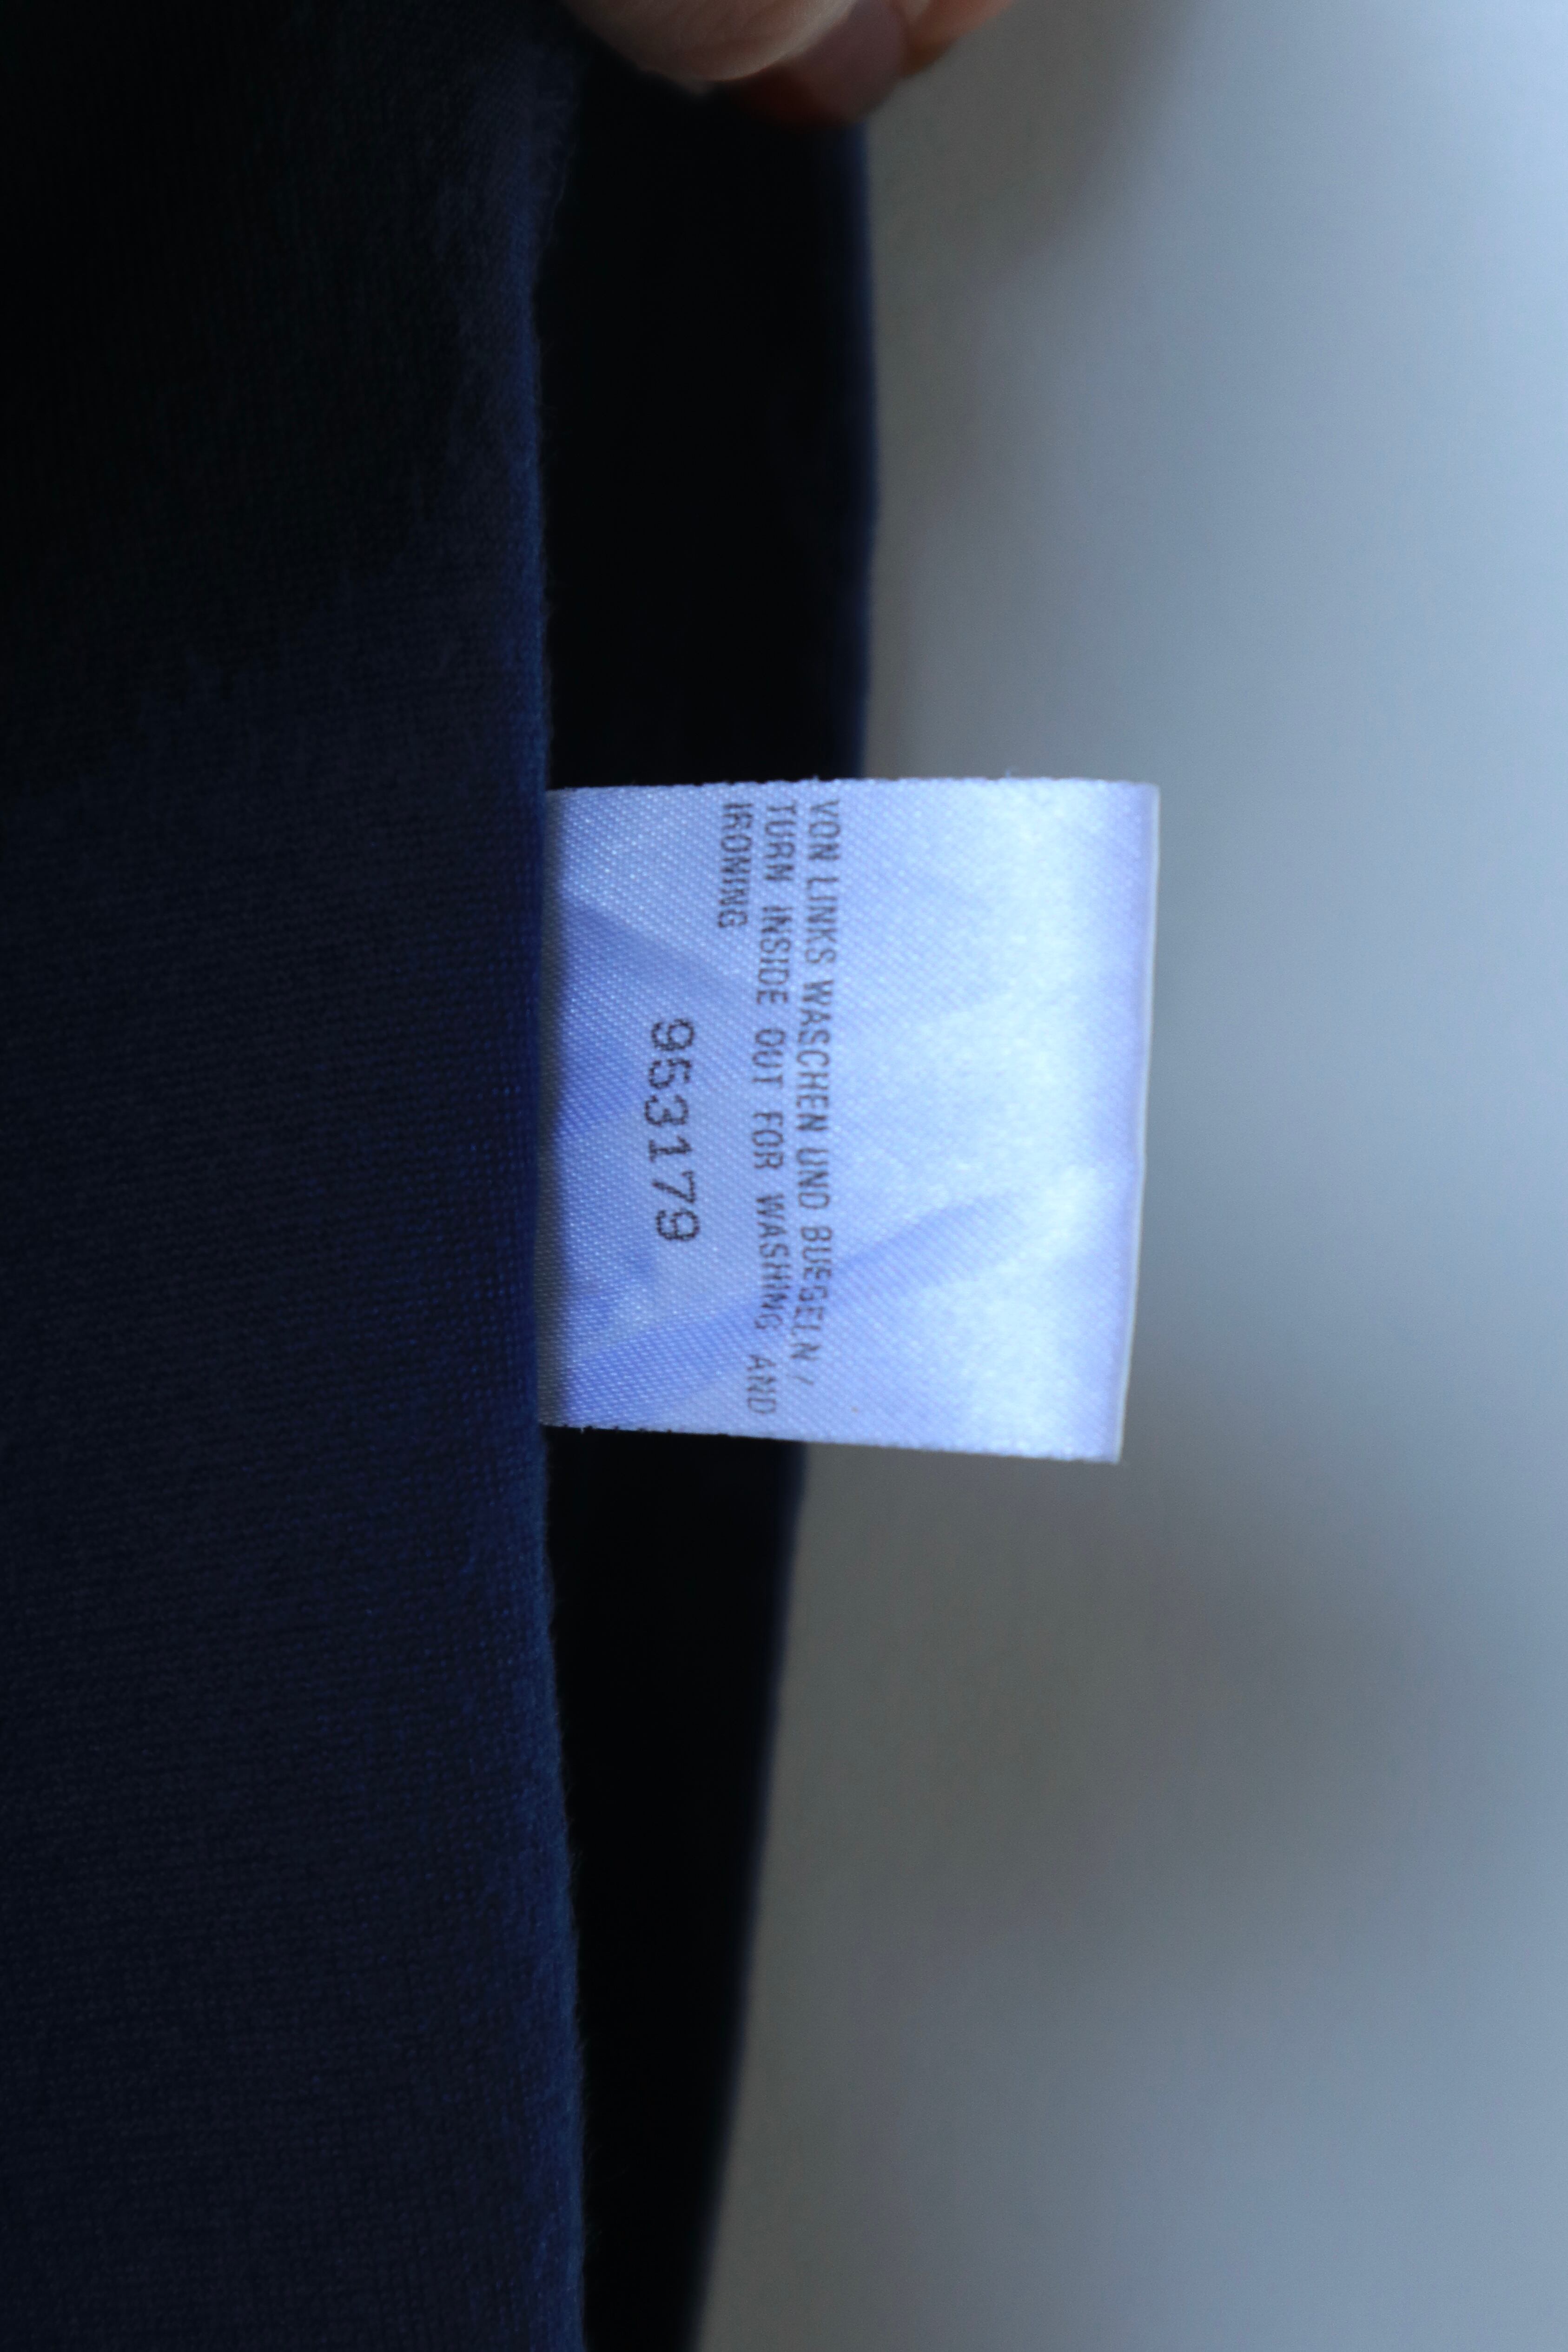 VON LINKS WASCHEN UND BUEGELN /
TURN INSIDE OUT FOR WASHING AND
IRONING
953179